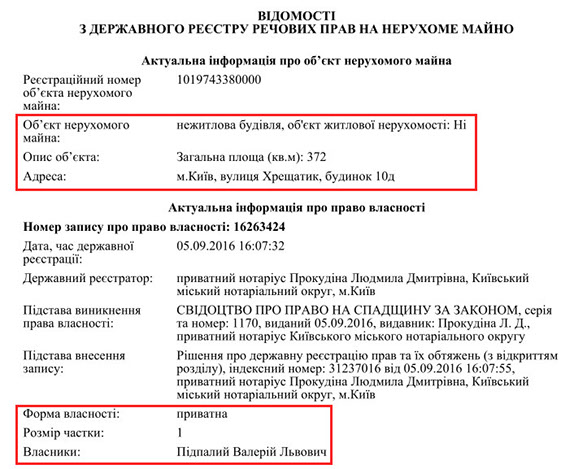 ВІДОМОСТІ
З ДЕРЖАВНОГО РЕЄСТРУ РЕЧОВИХ ПРАВ НА НЕРУХОМЕ МАЙНО
Актуальна інформація про об'єкт нерухомого майна
Реєстраційний номер 1019743380000
об'єкта нерухомого
майна:
Об'єкт нерухомого нежитлова будівля, об'єкт житлової нерухомості: Ні
майна:
Опис об'єкта: Загальна площа (кв.м): 372
Адреса: м.Київ, вулиця Хрещатик, будинок 10д
Актуальна інформація про право власності
Номер запису про право власності: 16263424
Дата, час державної 05.09.2016 16:07:32
реєстрації:
Державний реєстратор: приватний нотаріус Прокудіна Людмила Дмитрівна, Київський
міський нотаріальний округ, м.Київ
Підстава виникнення СВІДОЦТВО ПРО ПРАВО НА СПАДЩИНУ ЗА ЗАКОНОМ, серія
права власності: та номер: 1170, виданий 05.09.2016, видавник: Прокудіна Л. Д.,
приватний нотаріус Київського міського нотаріального округу
Підстава внесення Рішення про державну реєстрацію прав та їх обтяжень (з відкриттям
запису: розділу), індексний номер: 31237016 від 05.09.2016 16:07:55,
приватний нотаріус Прокудіна Людмила Дмитрівна, Київський
міський нотаріальний округ, м.Київ
Форма власності: приватна
Розмір частки: 1
Власники: Підпалий Валерій Львович